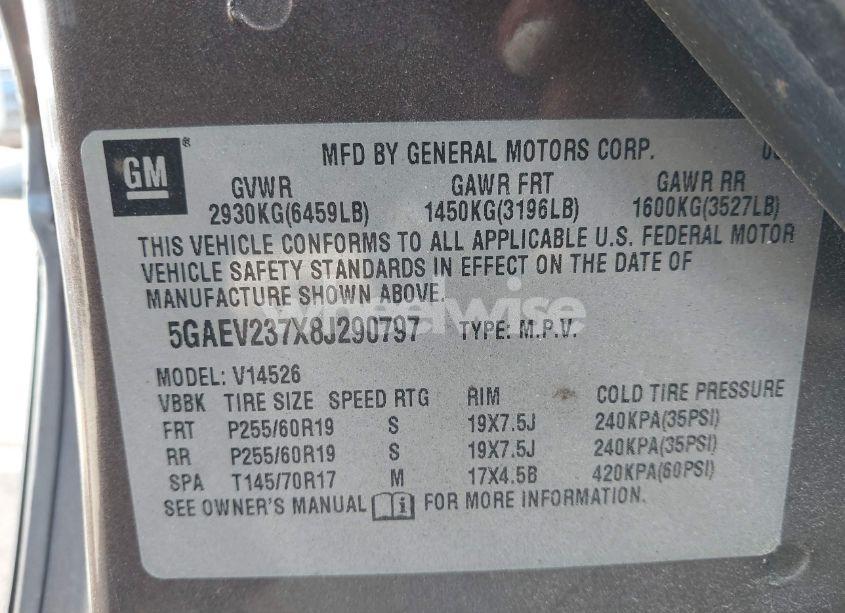 GM ®
MFD BY GENERAL MOTORS CORP.
GVWR GAWR FRT GAWR RR
2930KG(6459LB) 1450KG(3196LB) 1600KG(3527LB)
THIS VEHICLE CONFORMS TO ALL APPLICABLE U.S. FEDERAL MOTOR
VEHICLE SAFETY STANDARDS IN EFFECT ON THE DATE OF
MANUFACTURE SHOWN ABOVE.
wheelwise
5GAEV237X8J290797 TYPE: M.P.V.
MODEL: V14526
VBBK TIRE SIZE SPEED RTG RIM COLD TIRE PRESSURE
FRT P255/60R19 S 19X7.5J 240KPA(35PSI)
RR P255/60R19 S 19X7.5J 240KPA(35PSI)
SPA T145/70R17 M 17X4.5B 420KPA(60PSI)
SEE OWNER'S MANUAL i FOR MORE INFORMATION.